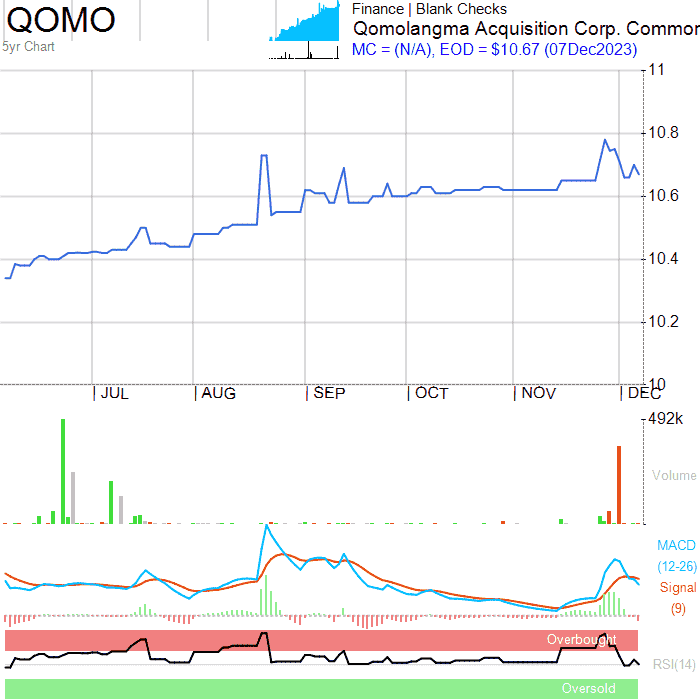 QOMO
5yr Chart
Finance | Blank Checks
Qomolangma Acquisition Corp. Common
MC = (N/A), EOD = $10.67 (07Dec2023)
11
10.8
10.6
10.4
10.2
10
JUL AUG SEP OCT NOV DEC
492k
Volume
MACD
(12-26)
Signal
(9)
Overbought
RSI(14)
Oversold